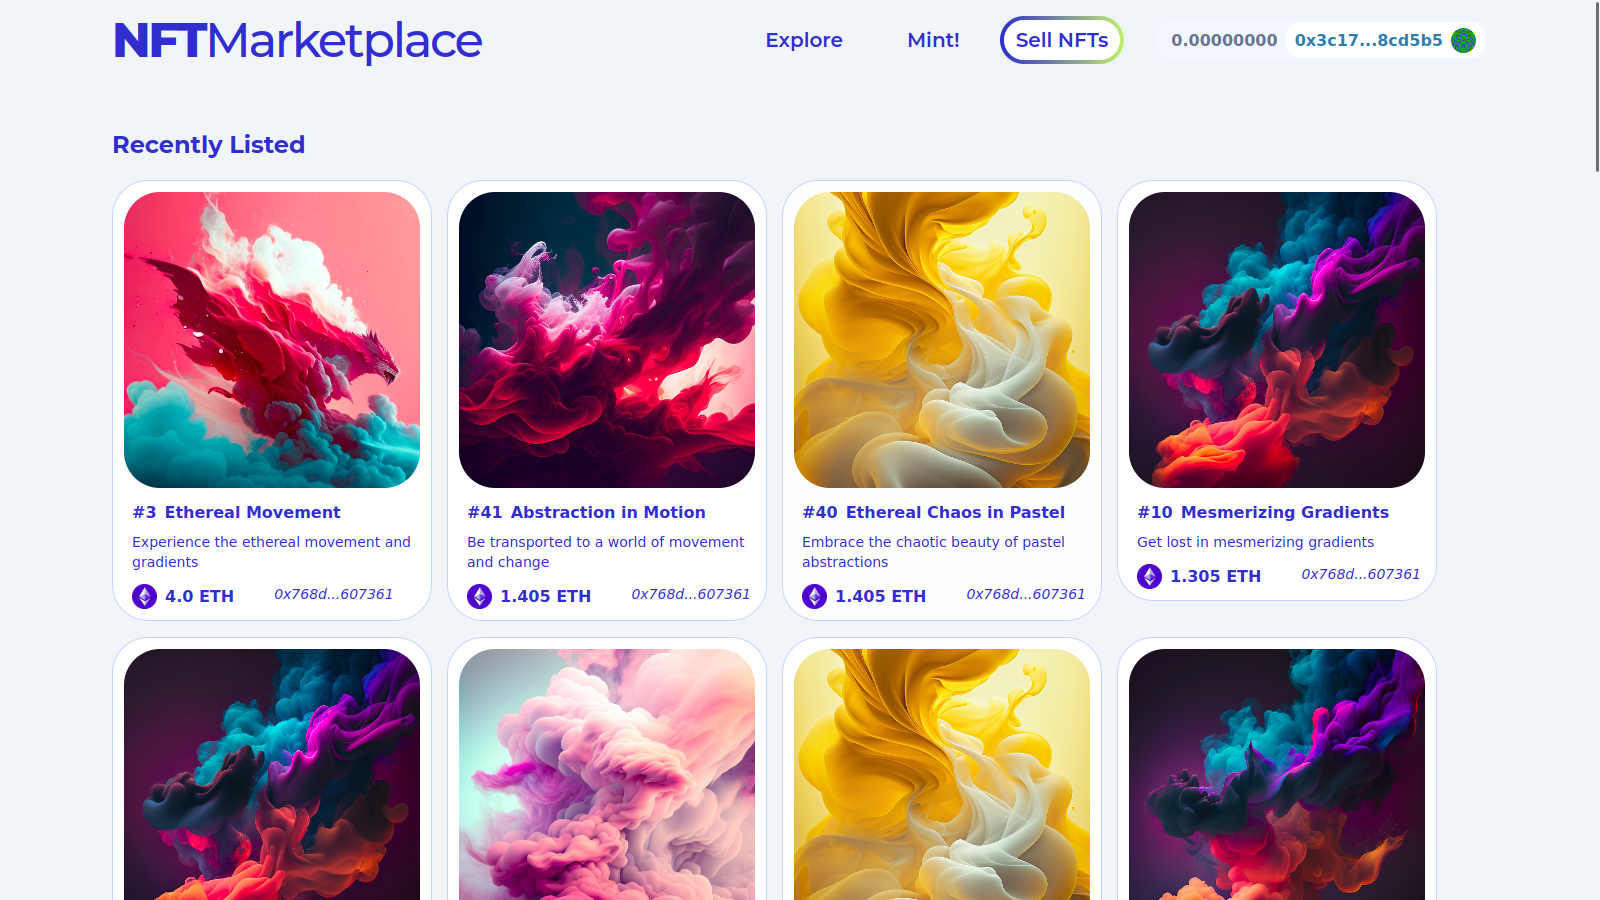 NFTMarketplace
Explore
Mint!
Sell NFTs
0.00000000
0x3c17...8cd5b5
Recently Listed
#3 Ethereal Movement
Experience the ethereal movement and
gradients
4.0 ETH
0x768d...607361
#41 Abstraction in Motion
Be transported to a world of movement
and change
1.405 ETH
0x768d...607361
#40 Ethereal Chaos in Pastel
Embrace the chaotic beauty of pastel
abstractions
1.405 ETH
0x768d...607361
#10 Mesmerizing Gradients
Get lost in mesmerizing gradients
1.305 ETH
0x768d...607361